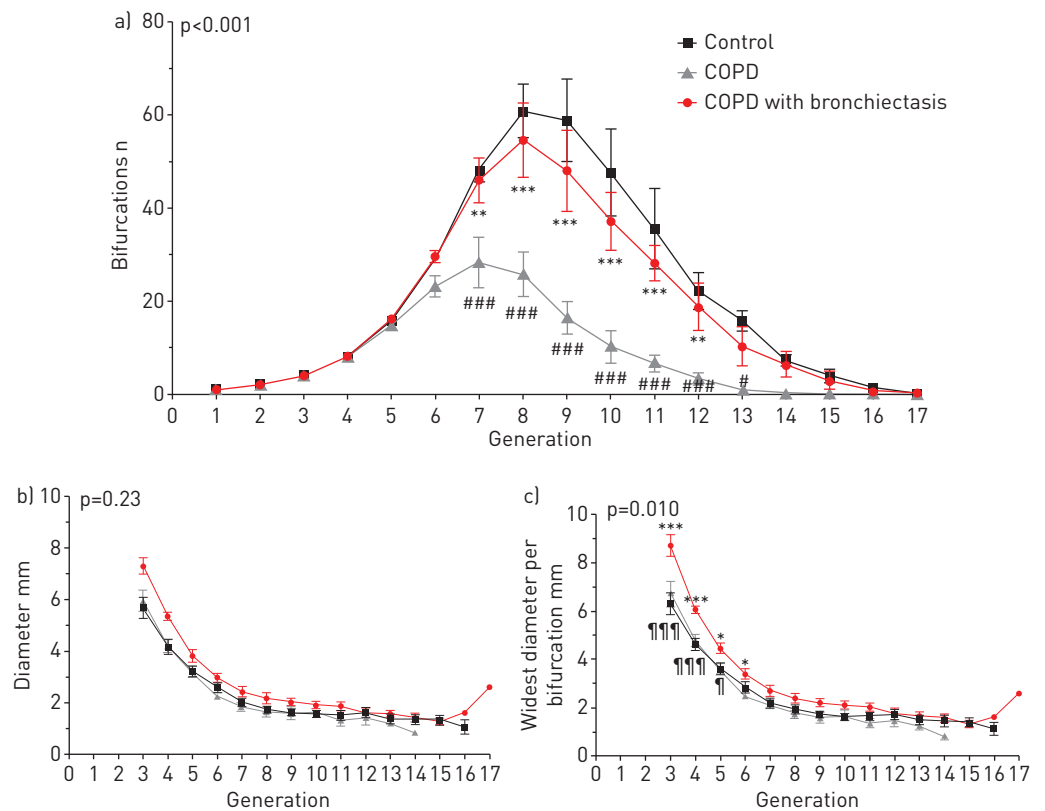 a) 80
p<0.001
Control
COPD
COPD with bronchiectasis
60
40
20
0
Bifurcations n
** *** *** *** *** **
### ### ### ### ### ### #
0 1 2 3 4 5 6 7 8 9 10 11 12 13 14 15 16 17
Generation
b) 10
p=0.23
8
6
4
2
0
Diameter mm
0 1 2 3 4 5 6 7 8 9 10 11 12 13 14 15 16 17
Generation
c) 10
p=0.010
8
6
4
2
0
Widest diameter per
bifurcation mm
*** *** * *
¶¶¶ ¶¶¶ ¶
0 1 2 3 4 5 6 7 8 9 10 11 12 13 14 15 16 17
Generation